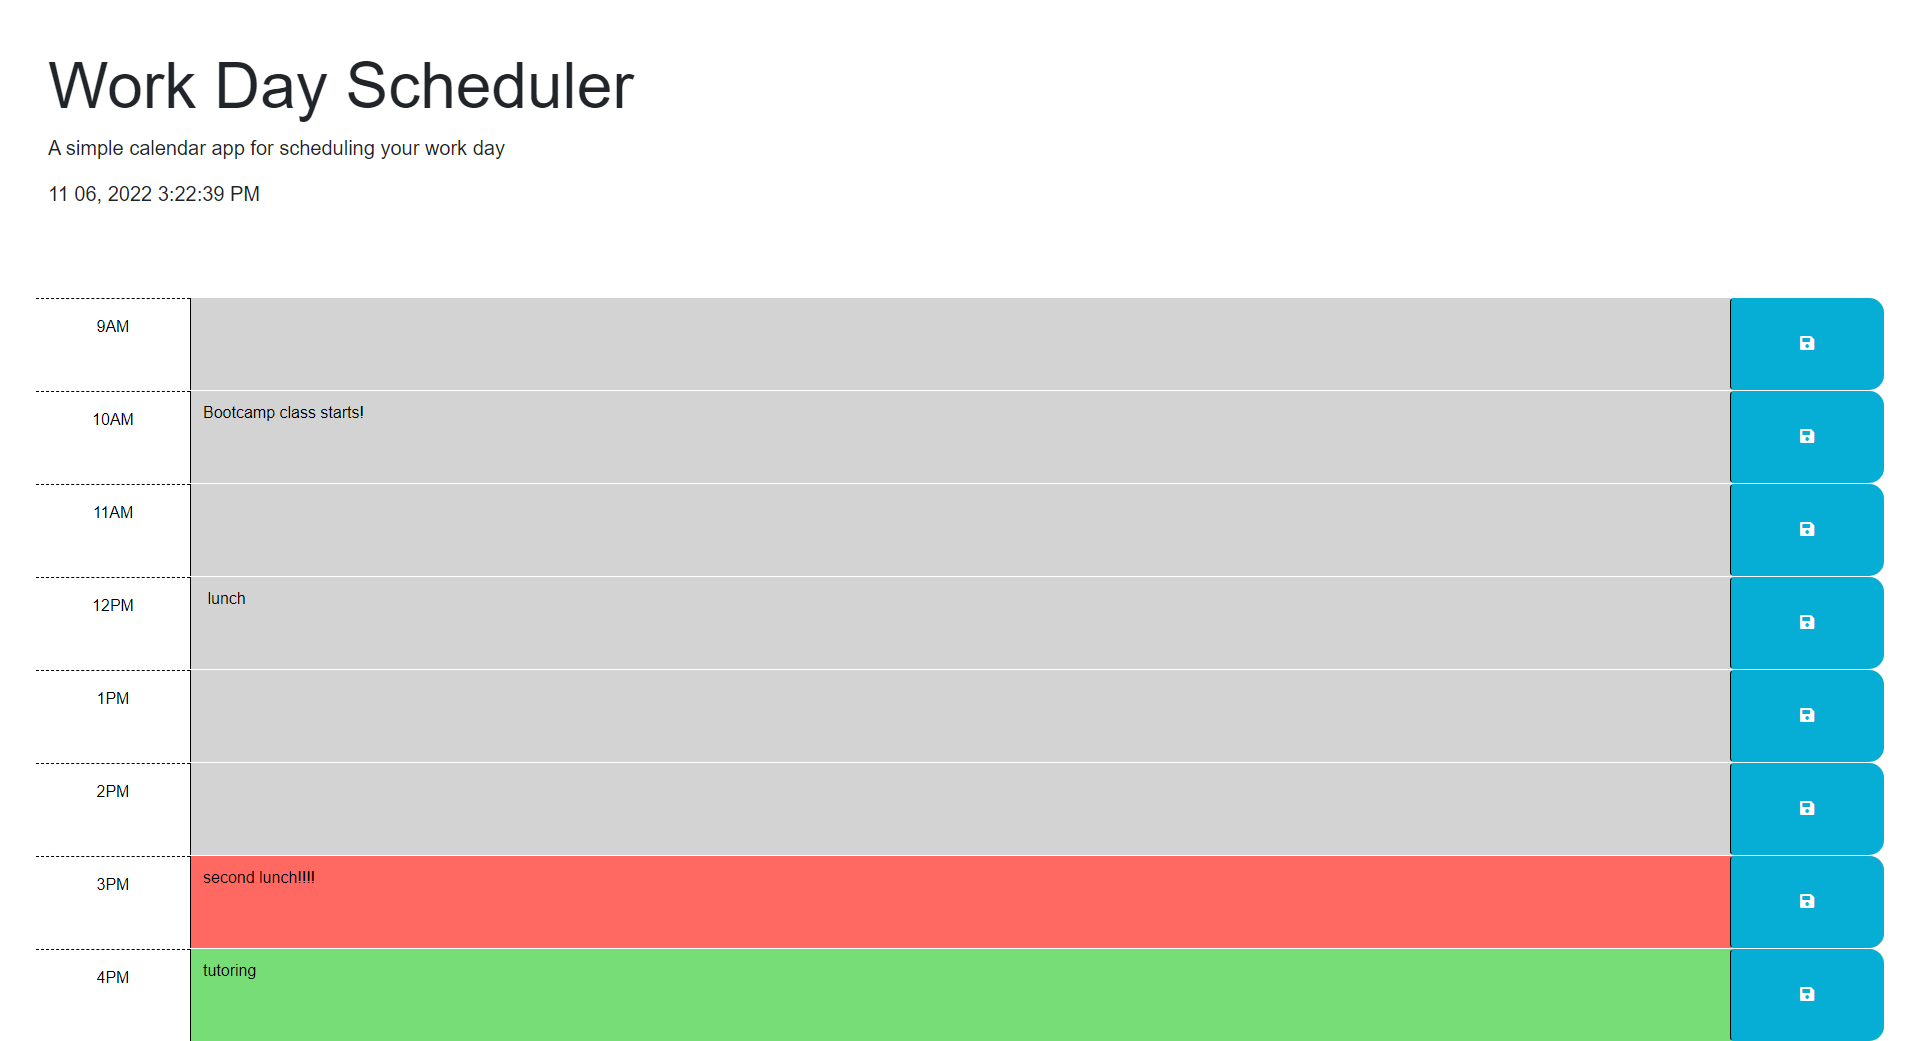 Work Day Scheduler
A simple calendar app for scheduling your work day
11 06, 2022 3:22:39 PM
9AM
10AM
Bootcamp class starts!
11AM
12PM
lunch
1PM
2PM
3PM
second lunch!!!!
4PM
tutoring